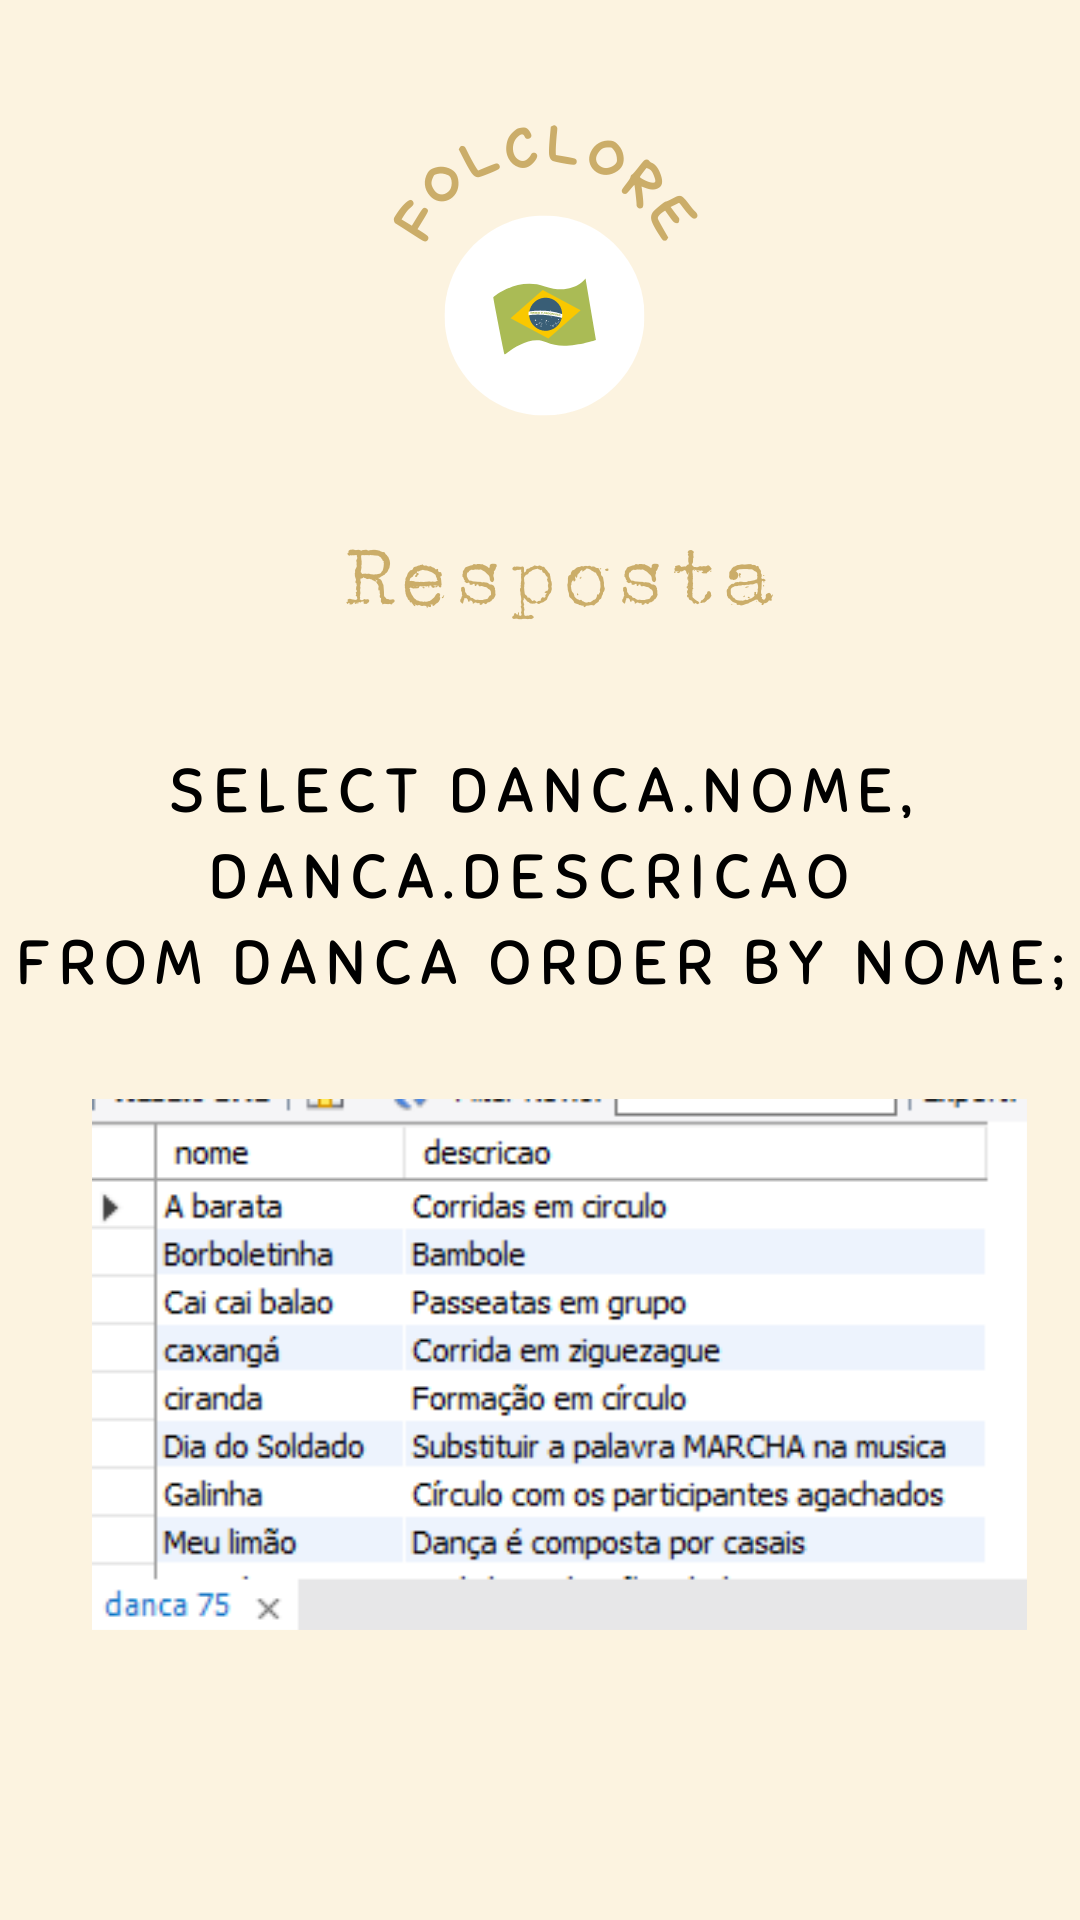 FOLCLORE
Resposta
SELECT DANCA.NOME,
DANCA.DESCRICAO
FROM DANCA ORDER BY NOME;
nome descricao
A barata Corridas em circulo
Borboletinha Bambole
Cai cai balao Passeatas em grupo
caxangá Corrida em ziguezague
ciranda Formação em círculo
Dia do Soldado Substituir a palavra MARCHA na musica
Galinha Círculo com os participantes agachados
Meu limão Dança é composta por casais
danca 75